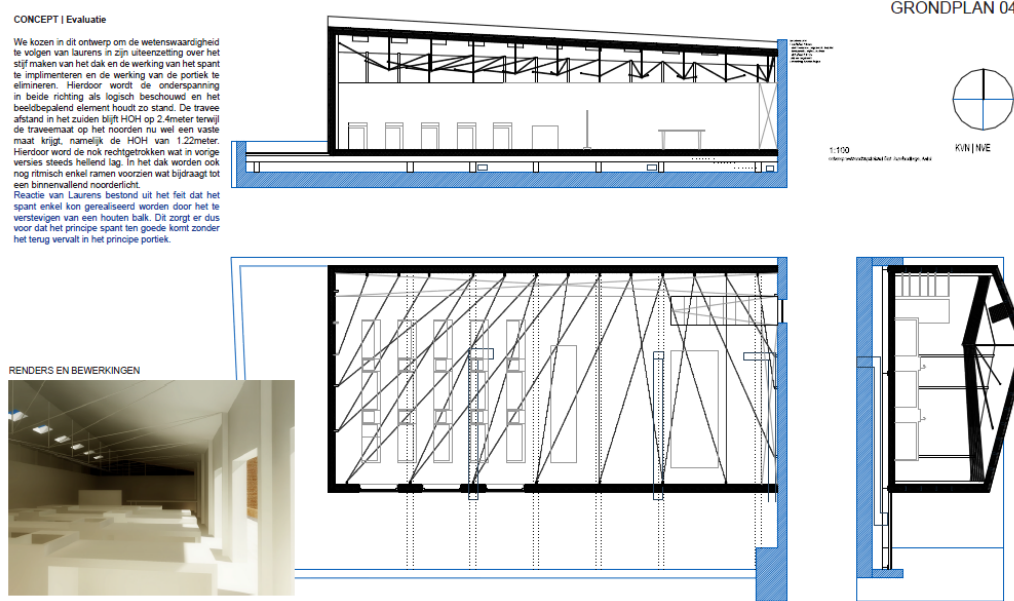 GRONDPLAN 04
CONCEPT | Evaluatie
We kozen in dit ontwerp om de wetenswaardigheid
te volgen van laurens in zijn uiteenzetting over het
stijf maken van het dak en de werking van het spant
te implimenteren en de werking van de portiek te
elimineren. Hierdoor wordt de onderspanning
in beide richting als logisch beschouwd en het
beeldbepalend element houdt zo stand. De travee
afstand in het zuiden blijft HOH op 2.4meter terwijl
de traveemaat op het noorden nu wel een vaste
maat krijgt, namelijk de HOH van 1.22meter.
Hierdoor word de nok rechtgetrokken wat in vorige
versies steeds hellend lag. In het dak worden ook
nog ritmisch enkel ramen voorzien wat bijdraagt tot
een binnenvallend noorderlicht.
Reactie van Laurens bestond uit het feit dat het
spant enkel kon gerealiseerd worden door het te
verstevigen van een houten balk. Dit zorgt er dus
voor dat het principe spant ten goede komt zonder
het terug vervalt in het principe portiek.
1:100
KVN | NVE
RENDERS EN BEWERKINGEN